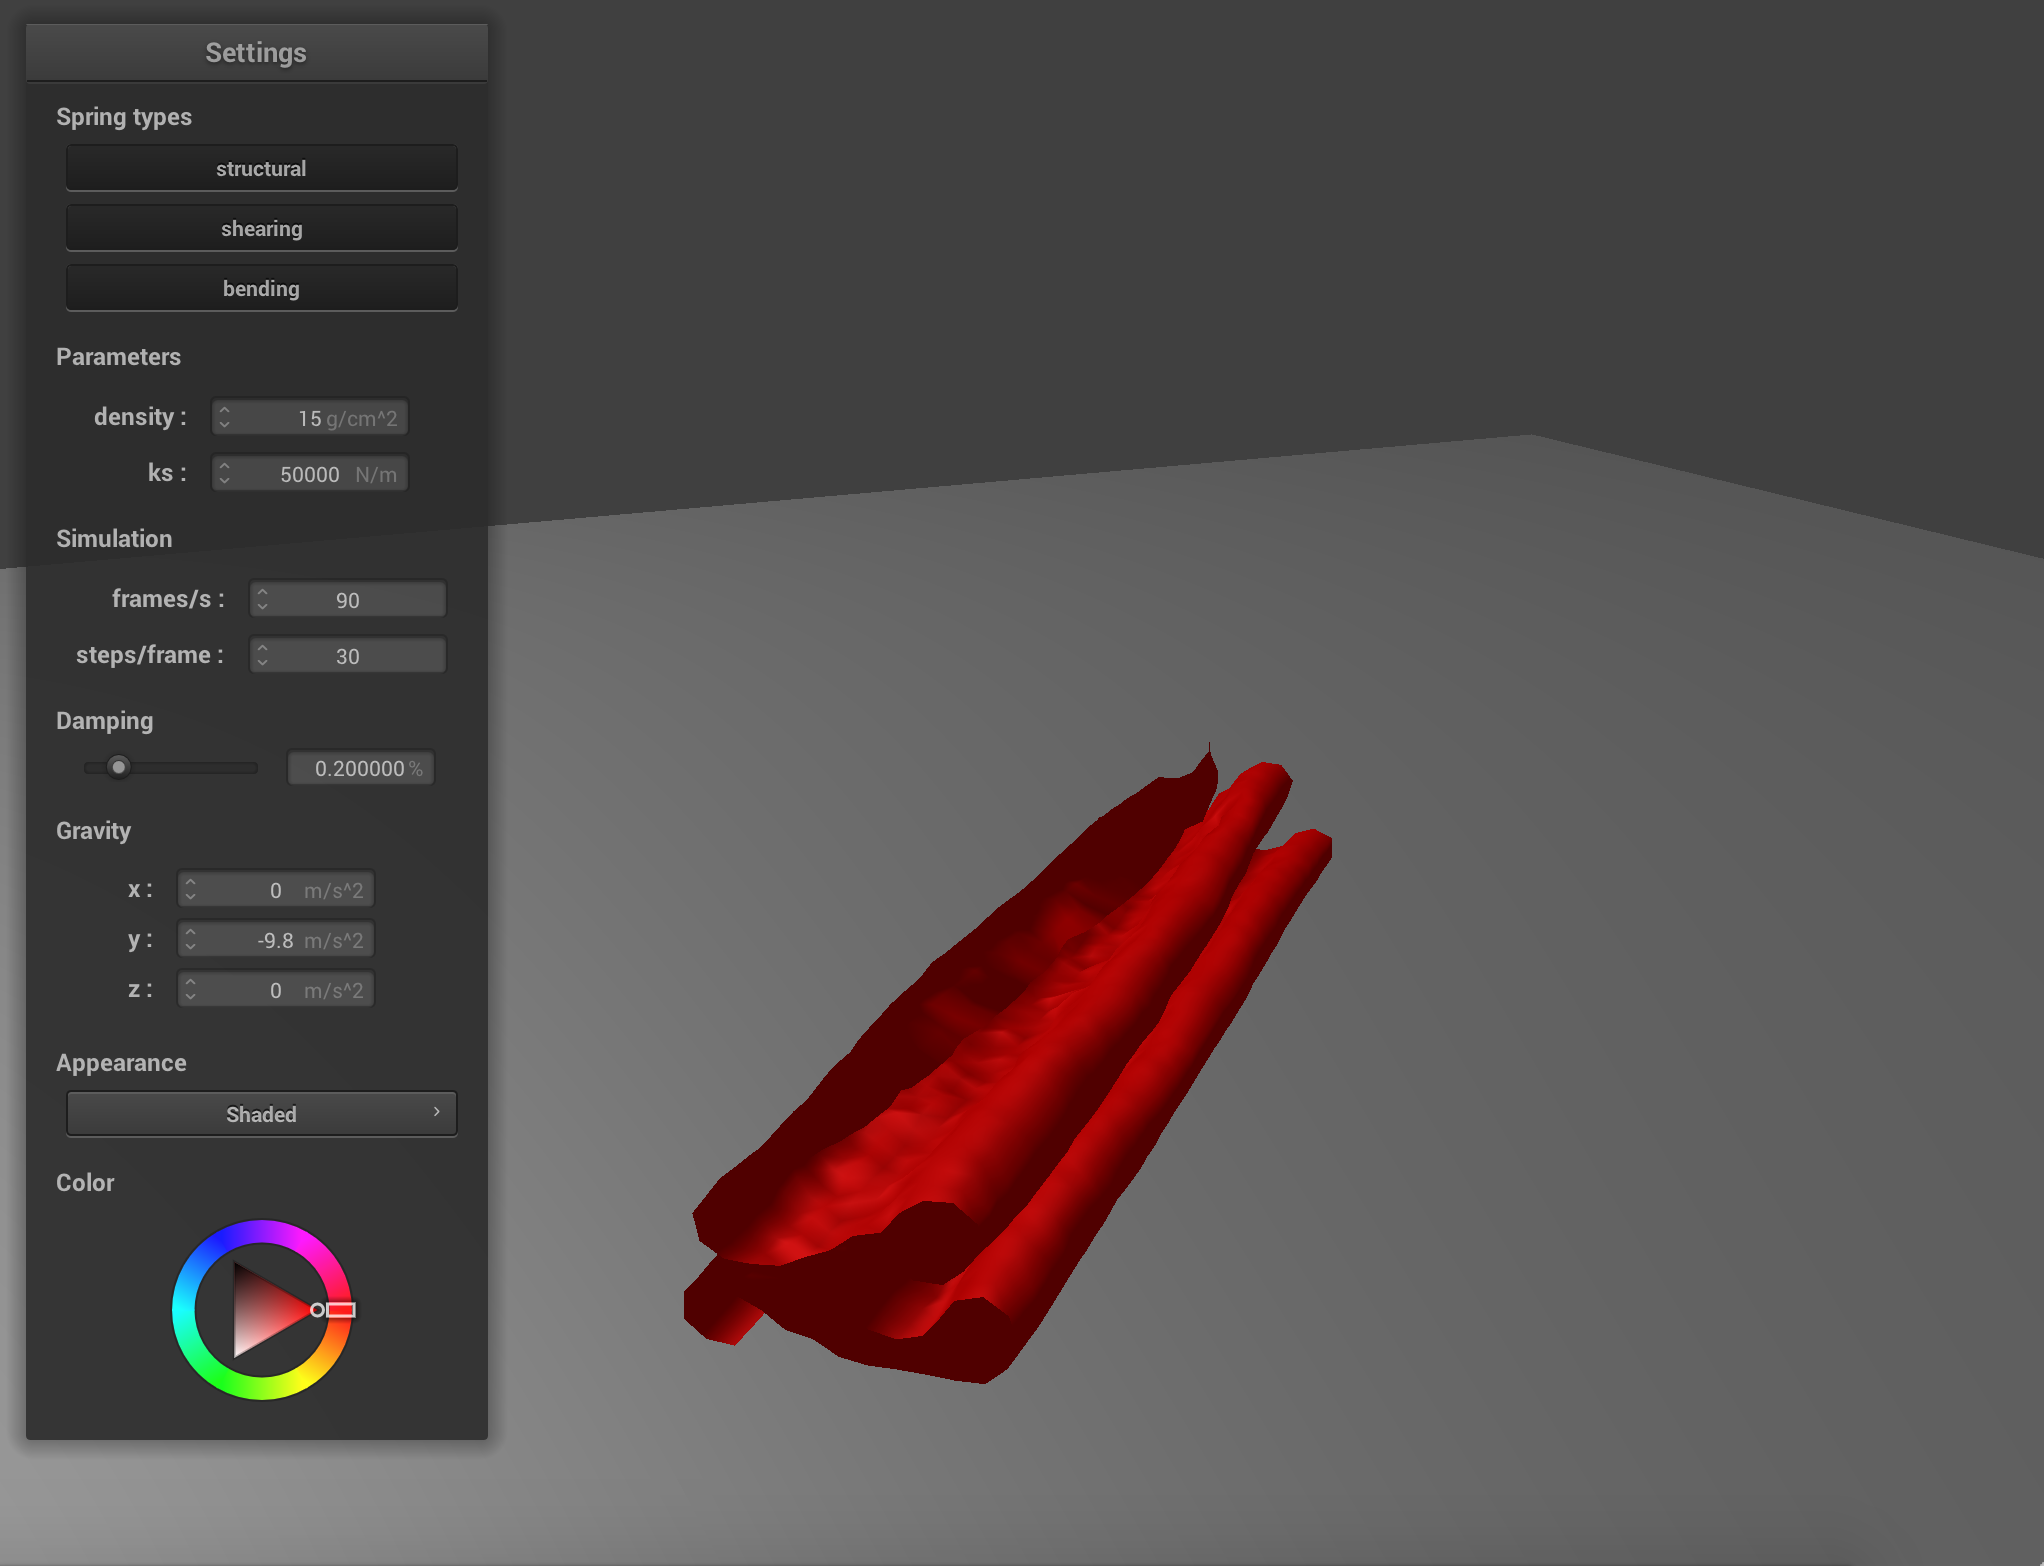 Settings
Spring types
structural
shearing
bending
Parameters
density : 15 g/cm^2
ks : 50000 N/m
Simulation
frames/s : 90
steps/frame : 30
Damping
0.200000 %
Gravity
x : 0 m/s^2
y : -9.8 m/s^2
z : 0 m/s^2
Appearance
Shaded
Color